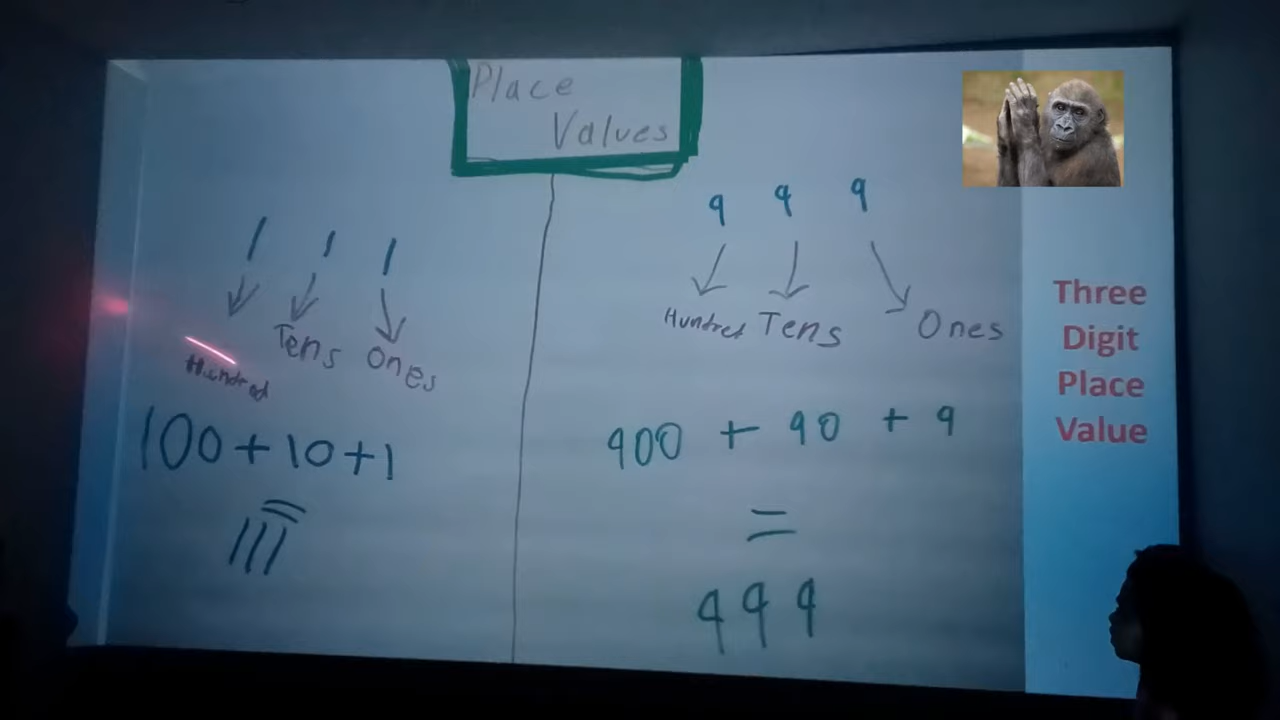 Place
Values
1 1 1
Hundred Tens Ones
100 + 10 + 1
=
111
9 9 9
Hundred Tens Ones
900 + 90 + 9
=
999
Three
Digit
Place
Value